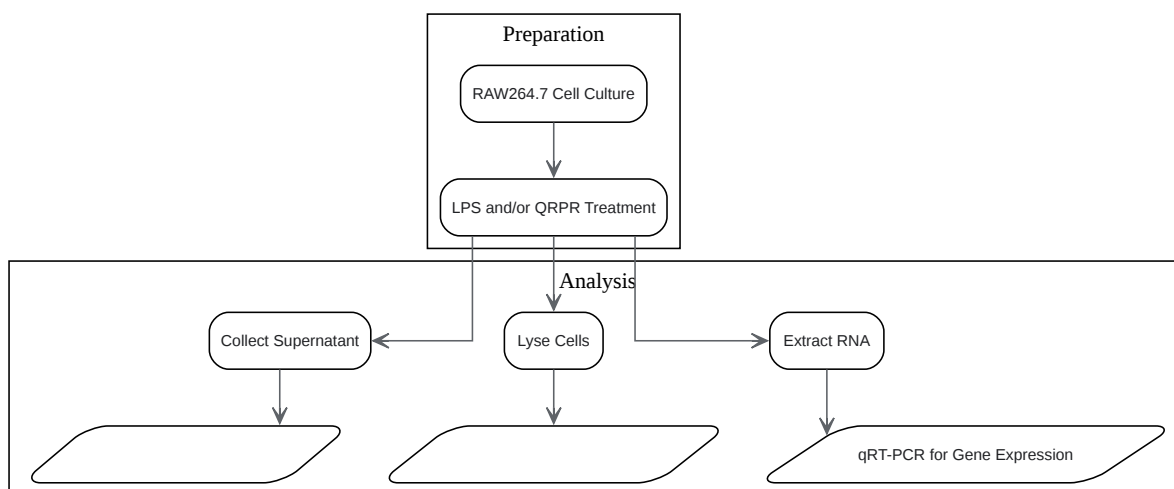 Preparation
RAW264.7 Cell Culture
LPS and/or QRPR Treatment
Analysis
Collect Supernatant
Lyse Cells
Extract RNA
qRT-PCR for Gene Expression